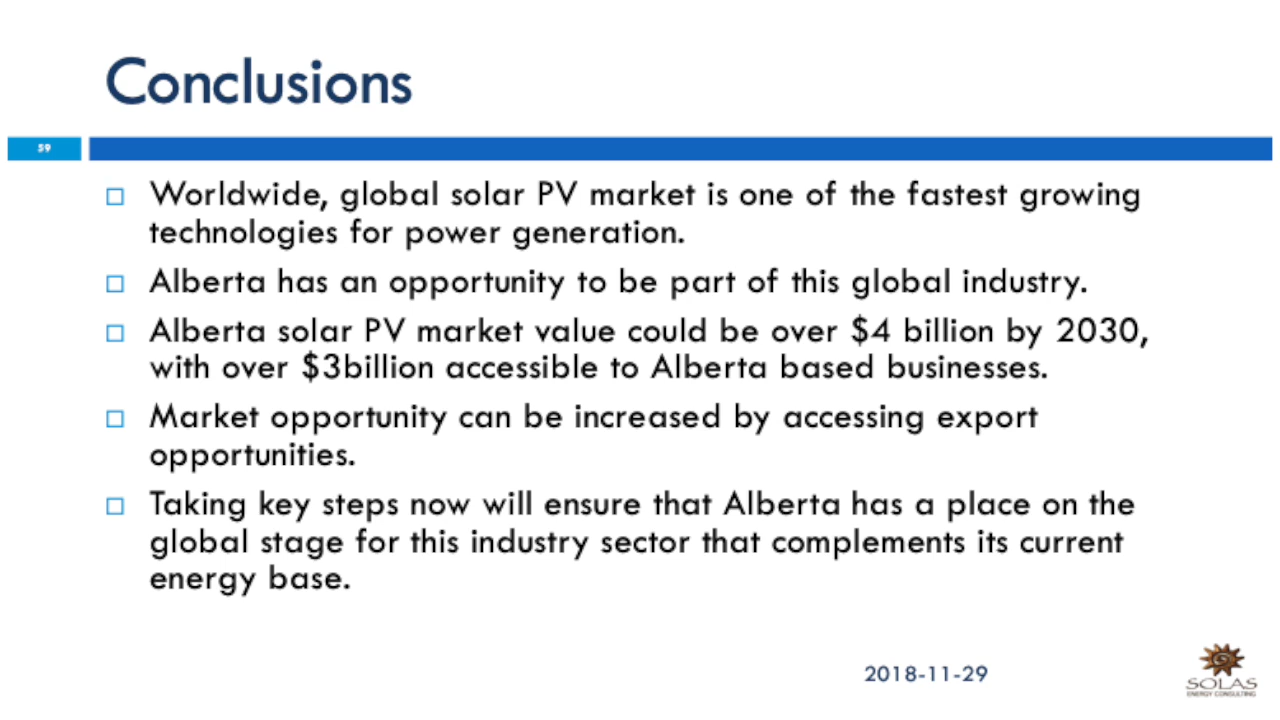 Conclusions
59
Worldwide, global solar PV market is one of the fastest growing
technologies for power generation.
Alberta has an opportunity to be part of this global industry.
Alberta solar PV market value could be over $4 billion by 2030,
with over $3billion accessible to Alberta based businesses.
Market opportunity can be increased by accessing export
opportunities.
Taking key steps now will ensure that Alberta has a place on the
global stage for this industry sector that complements its current
energy base.
2018-11-29
SOLAS
ENERGY CONSULTING